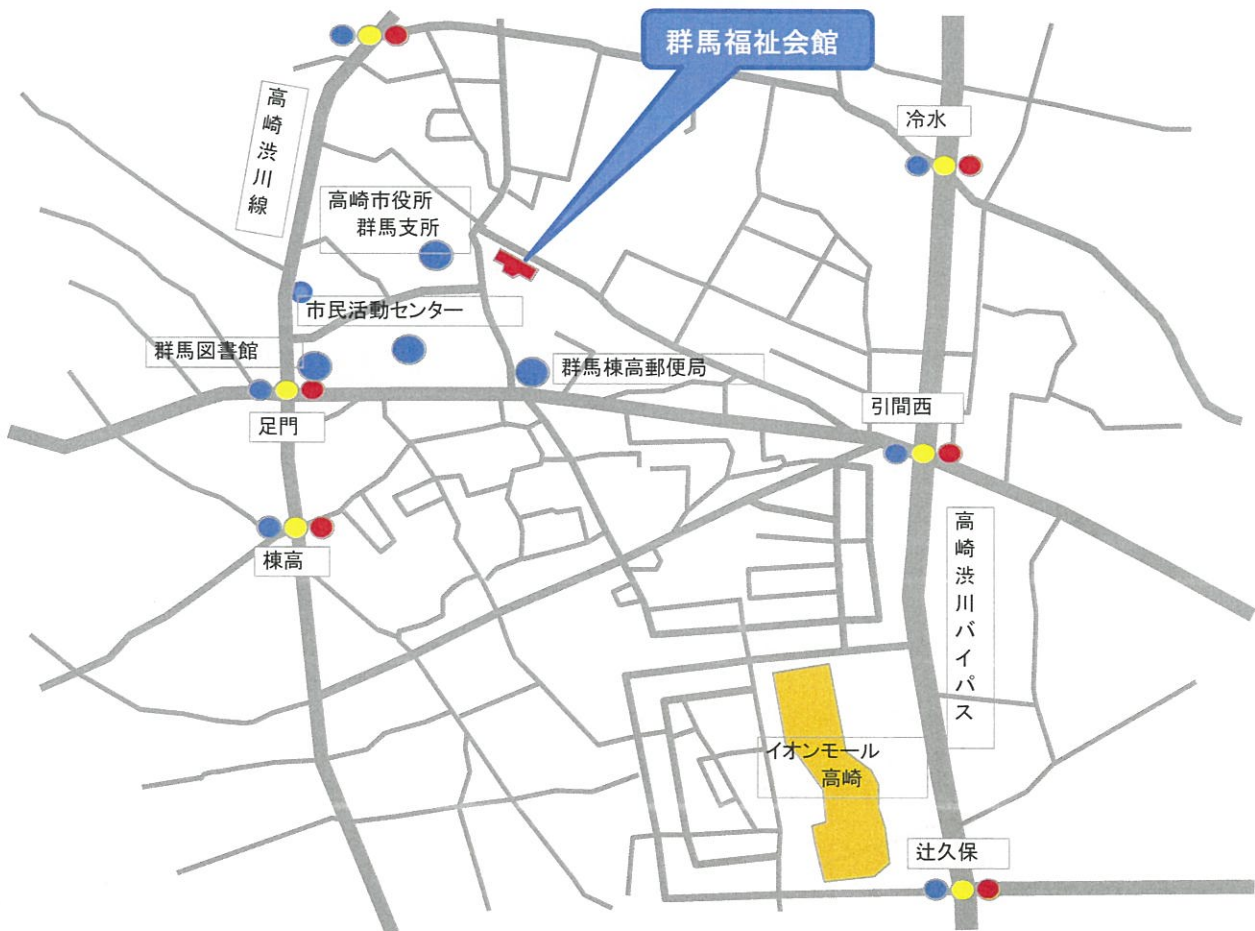 群馬福祉会館
冷水
高崎渋川線
高崎市役所
群馬支所
市民活動センター
群馬図書館
群馬棟高郵便局
引間西
足門
棟高
高崎渋川バイパス
イオンモール
高崎
辻久保